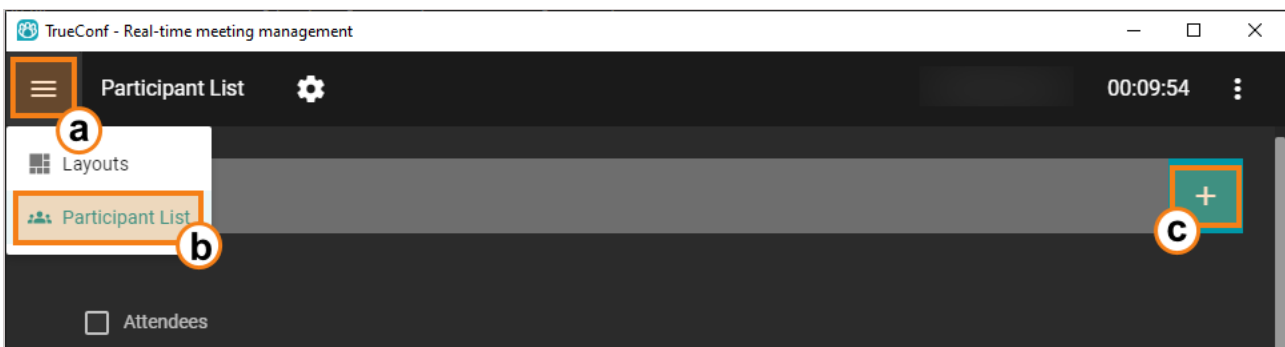 TrueConf - Real-time meeting management
Participant List
00:09:54
a
Layouts
Participant List
b
c
Attendees